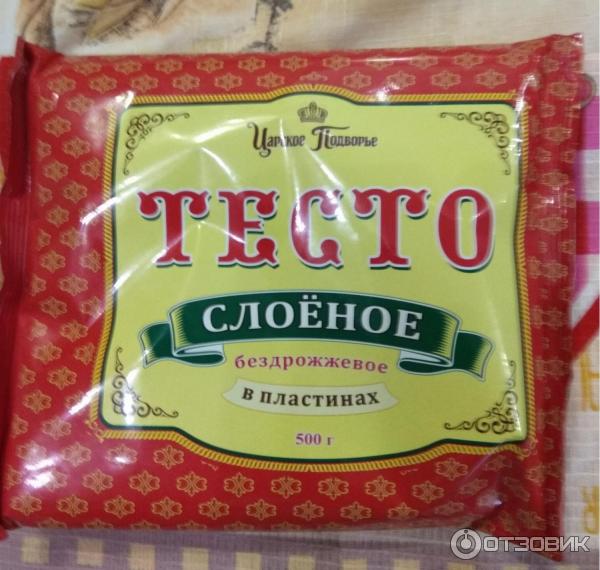 Царское Подворье
ТЕСТО
СЛОЁНОЕ
бездрожжевое
в пластинах
500 г
ОТЗОВИК